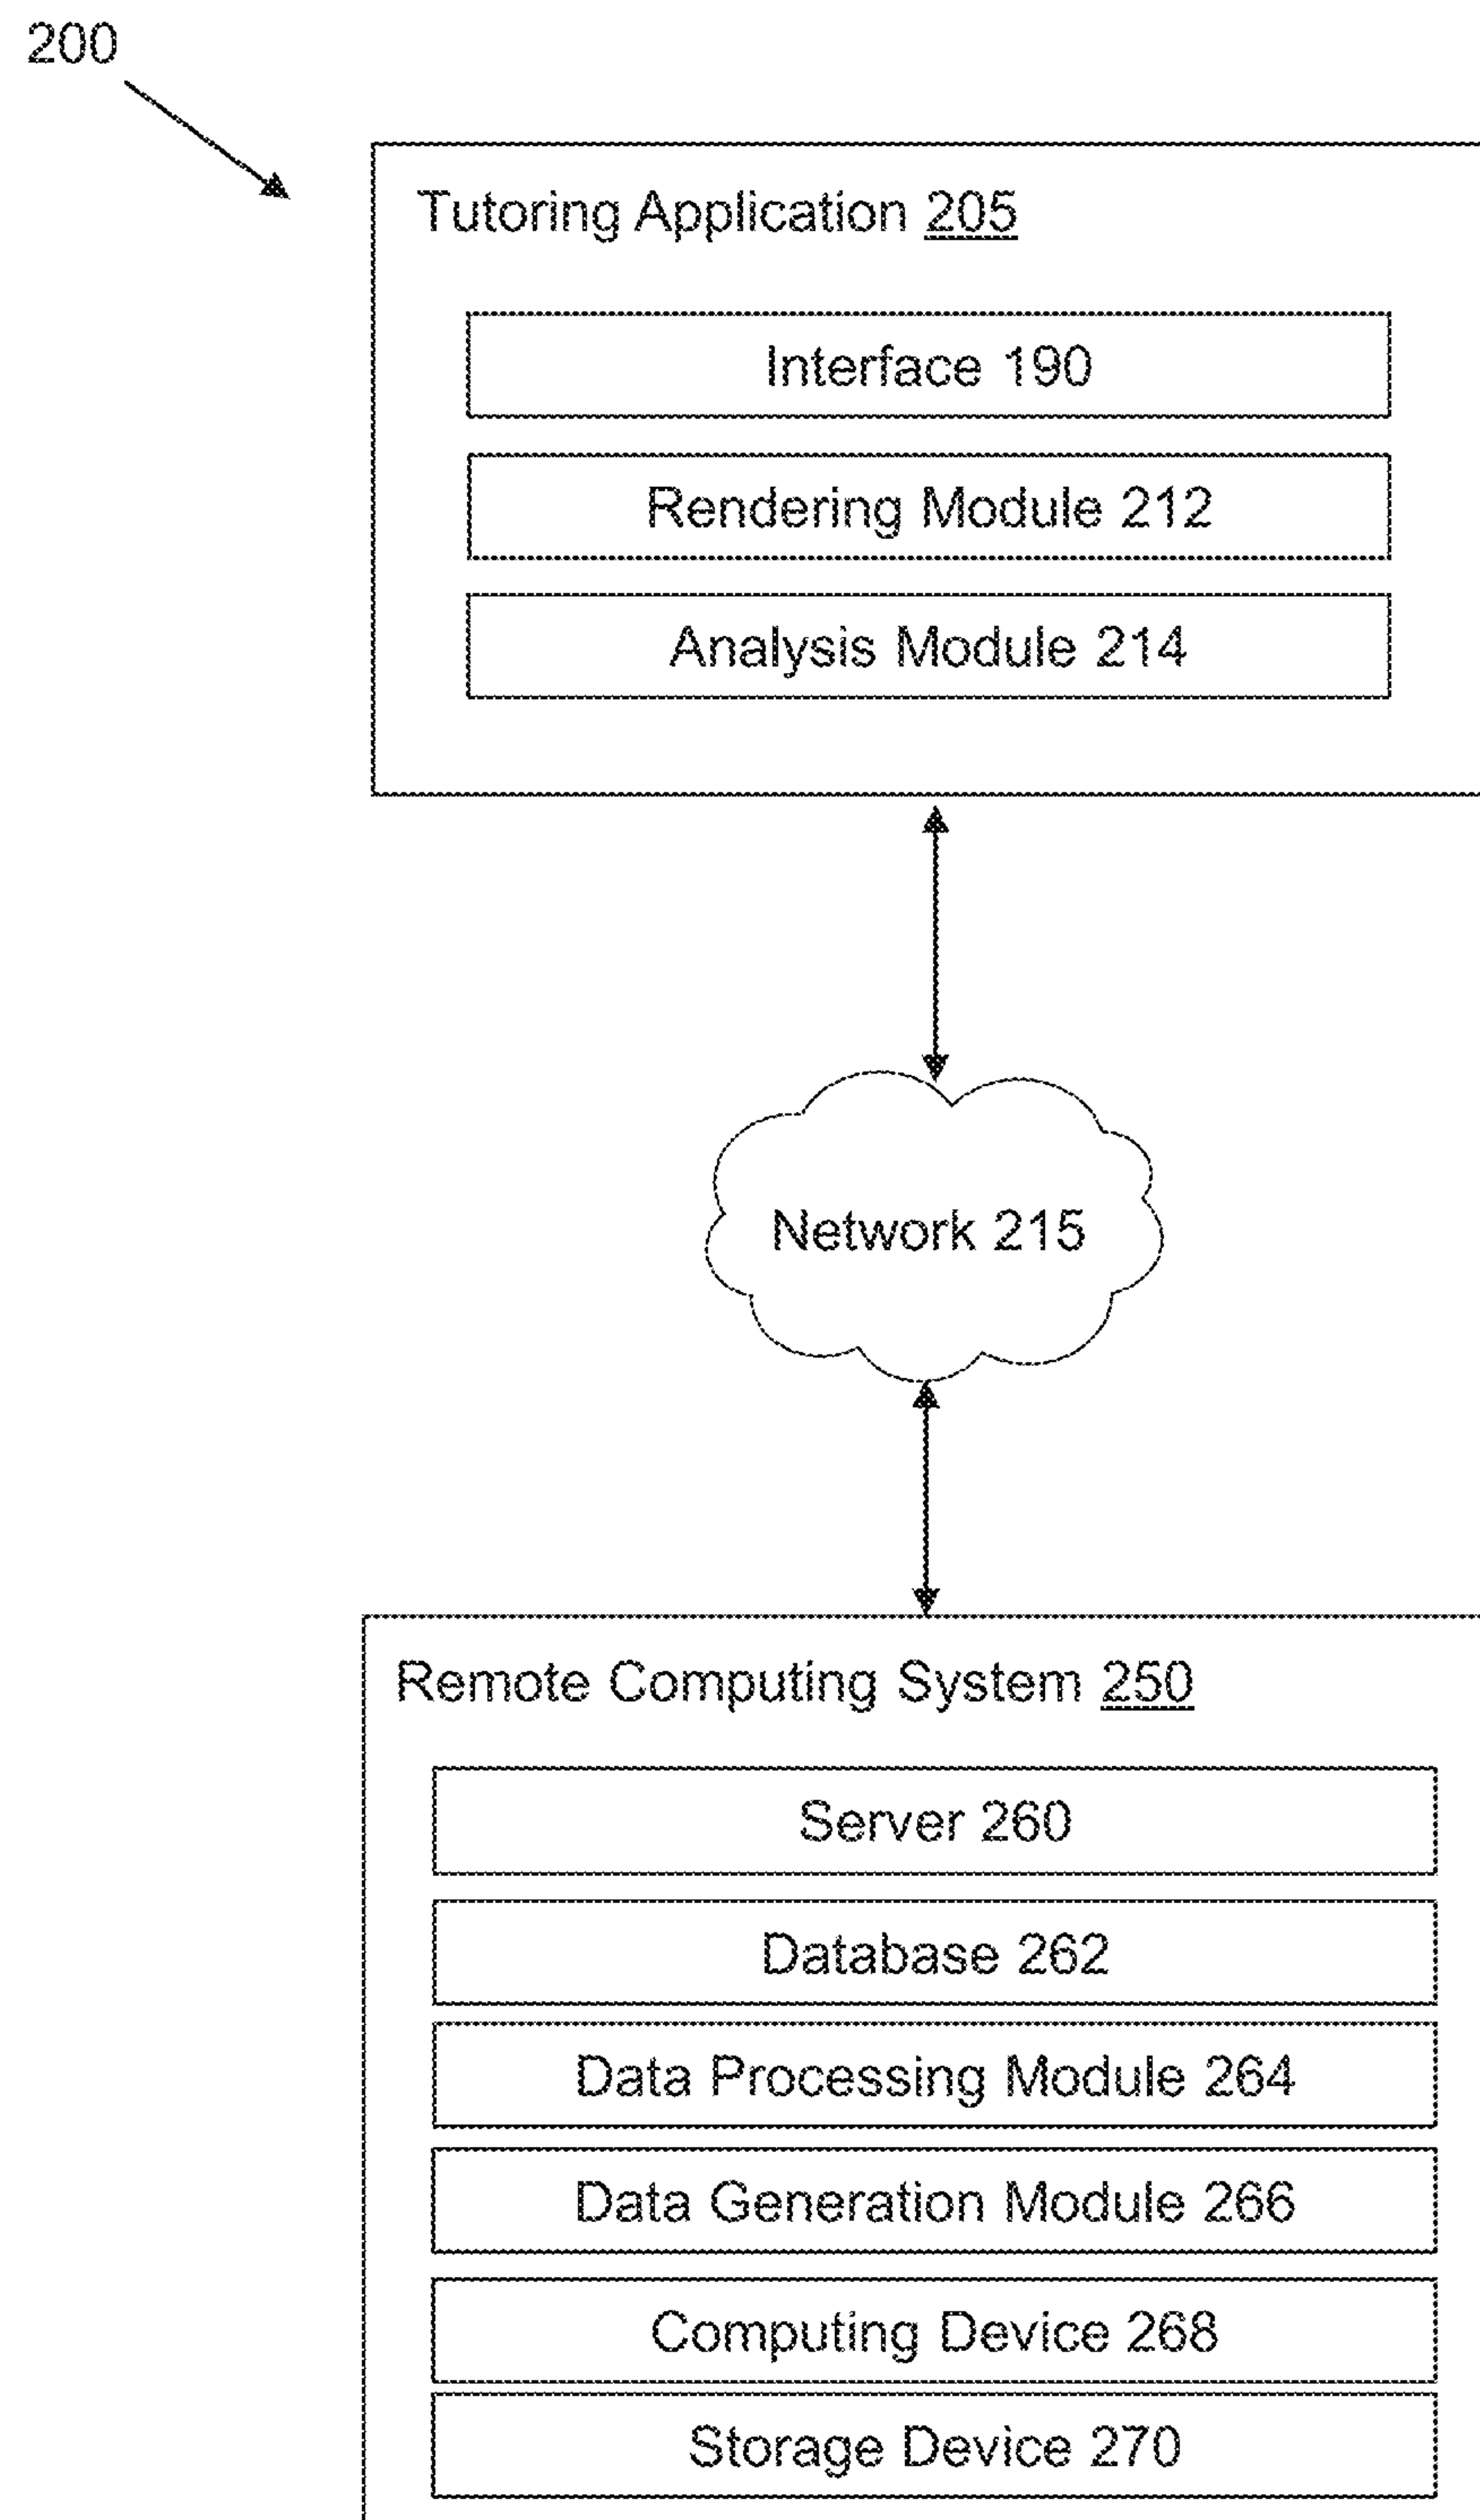 200
Tutoring Application 205
Interface 190
Rendering Module 212
Analysis Module 214
Network 215
Remote Computing System 250
Server 260
Database 262
Data Processing Module 264
Data Generation Module 266
Computing Device 268
Storage Device 270